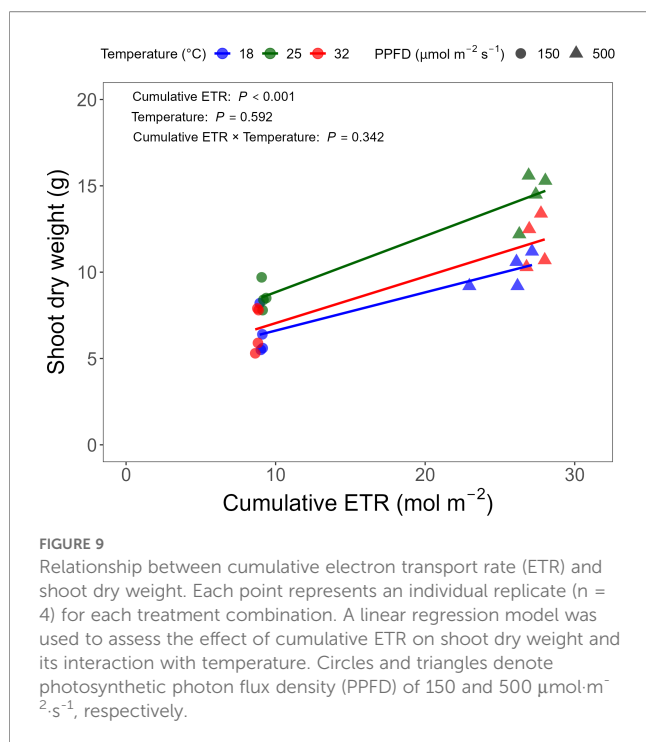 Temperature (°C) 18 25 32 PPFD (μmol m⁻² s⁻¹) 150 500
Cumulative ETR: P < 0.001
Temperature: P = 0.592
Cumulative ETR × Temperature: P = 0.342
Shoot dry weight (g)
20
15
10
5
0
0 10 20 30
Cumulative ETR (mol m⁻²)
FIGURE 9
Relationship between cumulative electron transport rate (ETR) and
shoot dry weight. Each point represents an individual replicate (n =
4) for each treatment combination. A linear regression model was
used to assess the effect of cumulative ETR on shoot dry weight and
its interaction with temperature. Circles and triangles denote
photosynthetic photon flux density (PPFD) of 150 and 500 μmol·m⁻
²·s⁻¹, respectively.